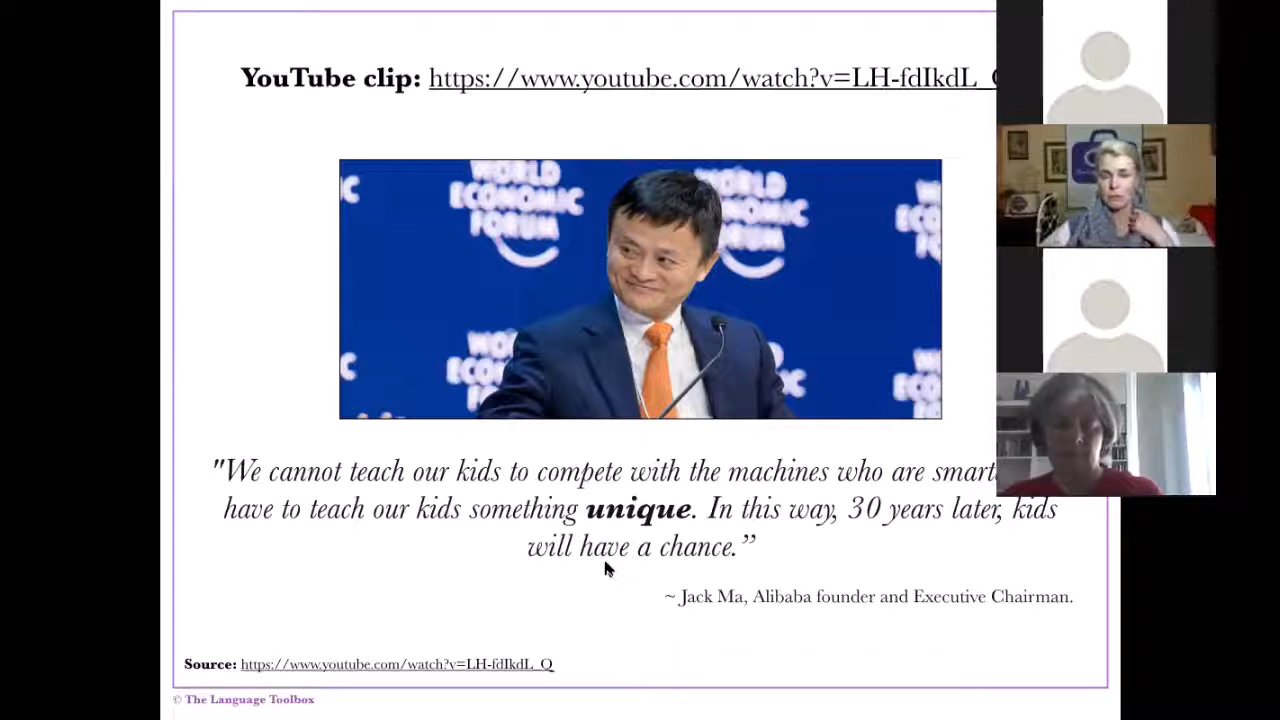 YouTube clip: https://www.youtube.com/watch?v=LH-fdIkdL_
WORLD
ECONOMIC
FORUM
WORLD
ECONOMIC
FORUM
"We cannot teach our kids to compete with the machines who are smart
have to teach our kids something unique. In this way, 30 years later, kids
will have a chance.”
~ Jack Ma, Alibaba founder and Executive Chairman.
Source: https://www.youtube.com/watch?v=LH-fdIkdL_Q
© The Language Toolbox